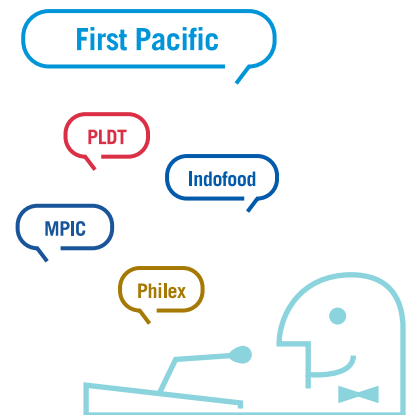 First Pacific
PLDT
Indofood
MPIC
Philex